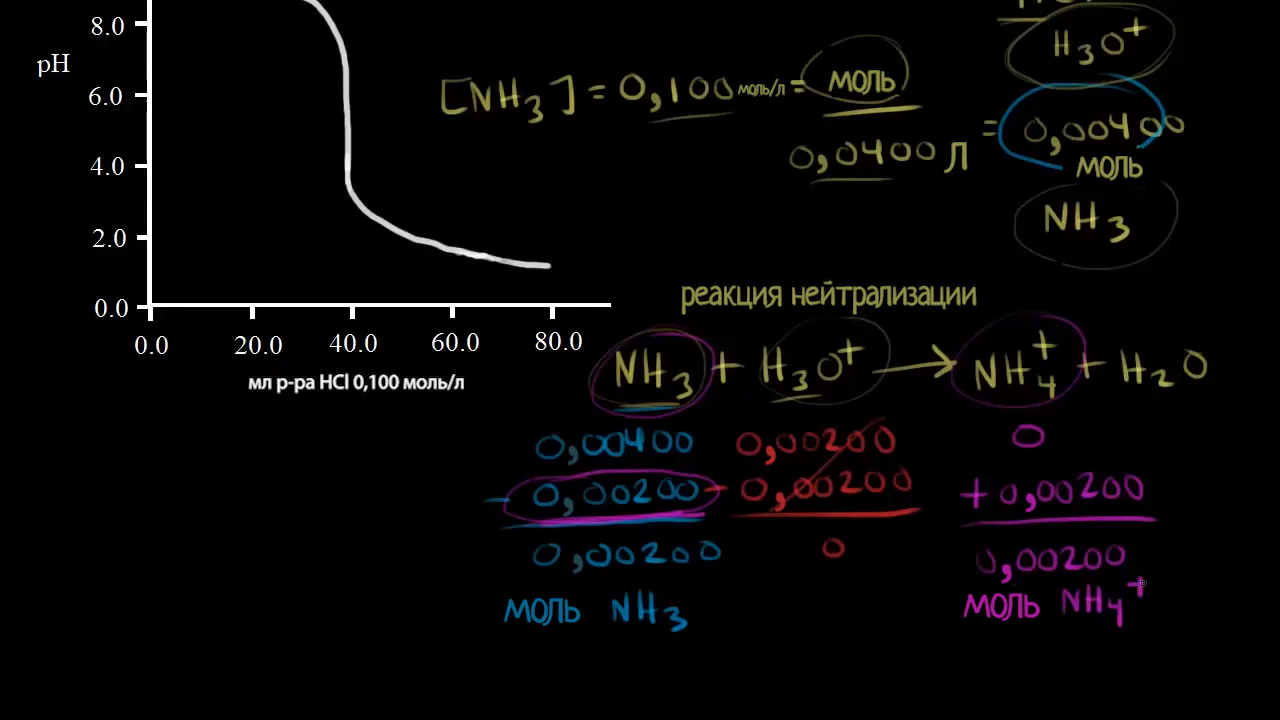 8.0
pH
6.0
4.0
2.0
0.0
0.0 20.0 40.0 60.0 80.0
мл р-ра HCl 0,100 моль/л
H₃O⁺
[NH₃] = 0,100 моль/л = моль
0,0400 Л
= 0,00400
моль
NH₃
реакция нейтрализации
NH₃ + H₃O⁺ → NH₄⁺ + H₂O
0,00400 0,00200 0
- 0,00200 - 0,00200 + 0,00200
0,00200 0 0,00200
моль NH₃ моль NH₄⁺